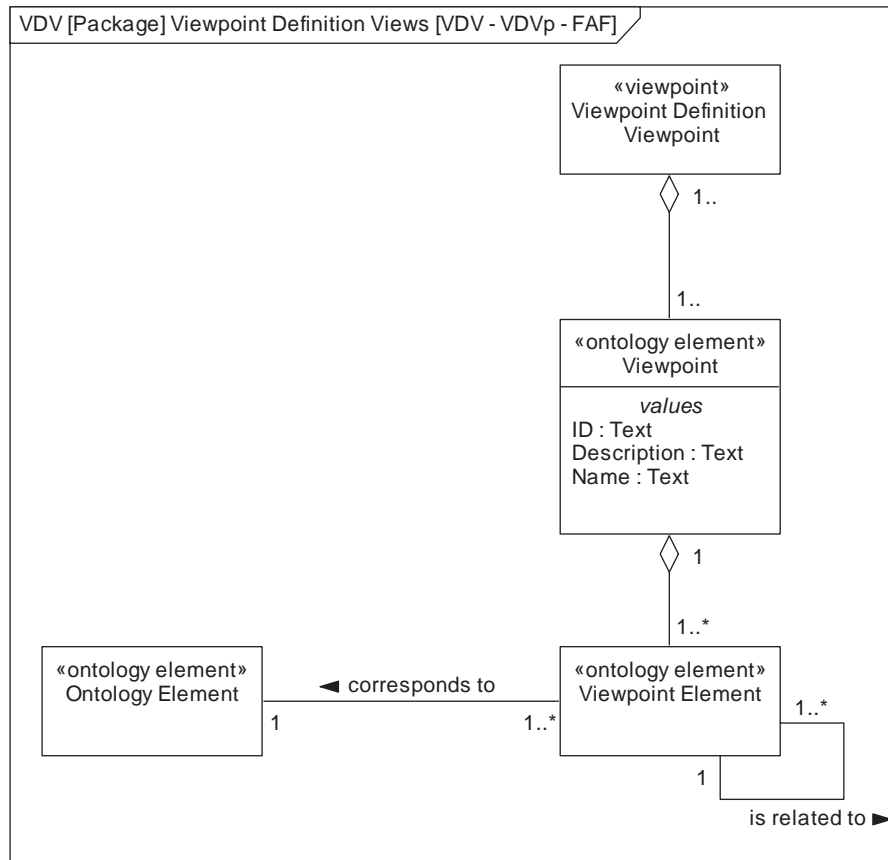 VDV [Package] Viewpoint Definition Views [VDV - VDVp - FAF]
«viewpoint»
Viewpoint Definition
Viewpoint
1..
1..
«ontology element»
Viewpoint
values
ID : Text
Description : Text
Name : Text
1
1..*
«ontology element»
Ontology Element
◄ corresponds to
1
1..*
«ontology element»
Viewpoint Element
1..*
1
is related to ►